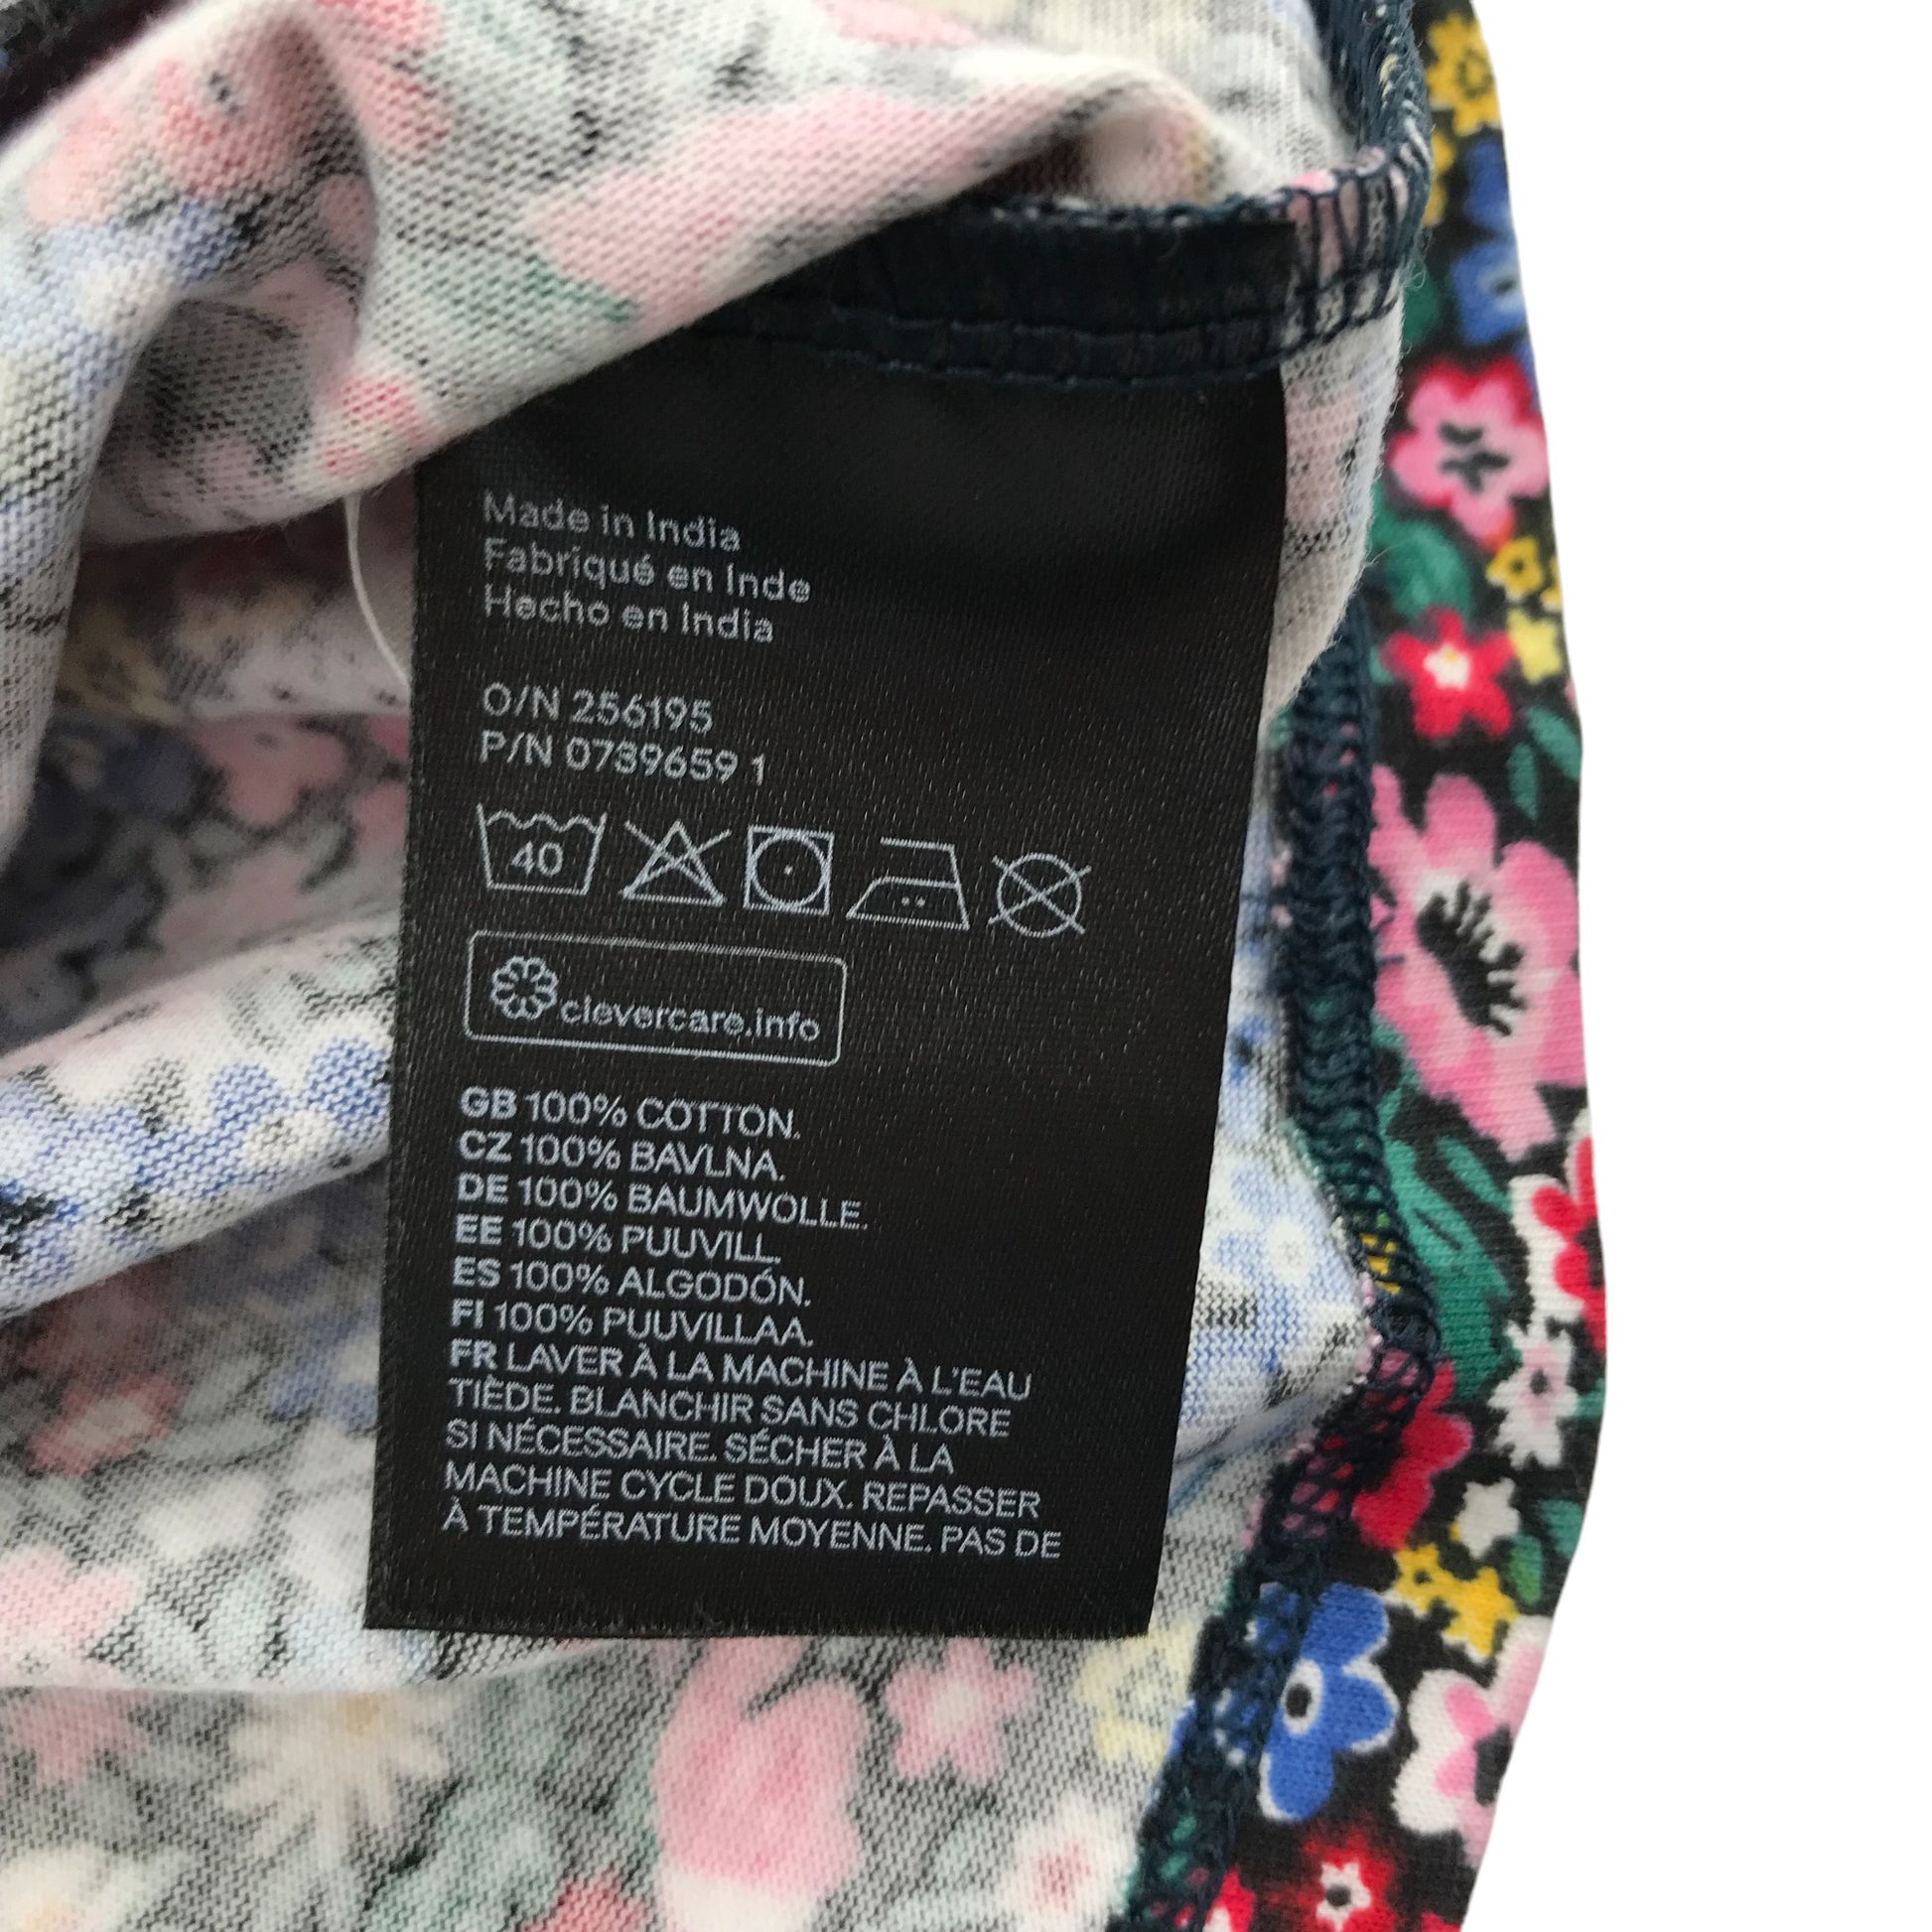 Made in India
Fabriqué en Inde
Hecho en India
O/N 256195
P/N 0739659 1
40
clevercare.info
GB 100% COTTON.
CZ 100% BAVLNA.
DE 100% BAUMWOLLE.
EE 100% PUUVILL.
ES 100% ALGODÓN.
FI 100% PUUVILLAA.
FR LAVER À LA MACHINE À L'EAU
TIÈDE. BLANCHIR SANS CHLORE
SI NÉCESSAIRE. SÉCHER À LA
MACHINE CYCLE DOUX. REPASSER
À TEMPÉRATURE MOYENNE. PAS DE